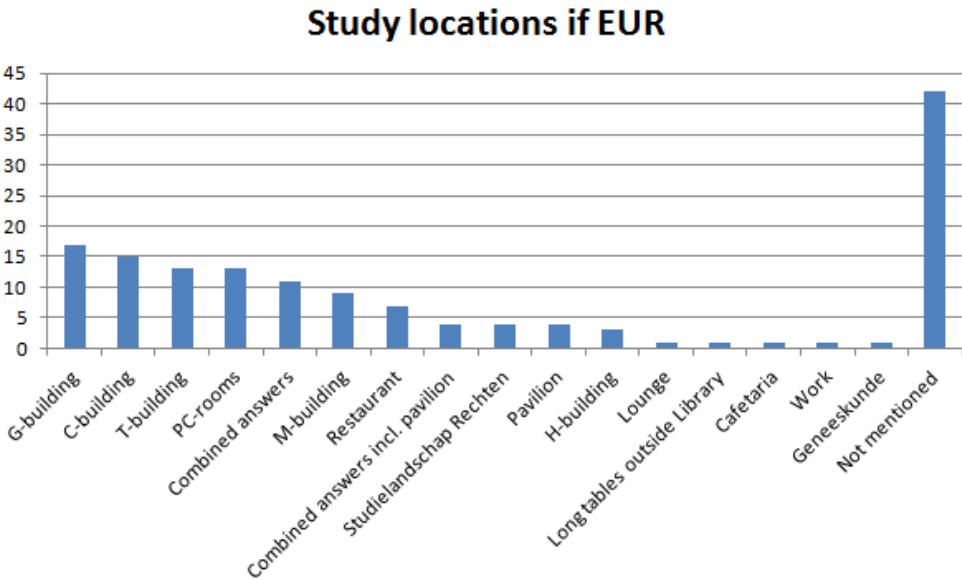 Study locations if EUR
45
40
35
30
25
20
15
10
5
0
G-building
C-building
T-building
PC-rooms
Combined answers
M-building
Restaurant
Combined answers incl. pavilion
Studielandschap Rechten
Pavilion
H-building
Lounge
Long tables outside Library
Cafetaria
Work
Geneeskunde
Not mentioned